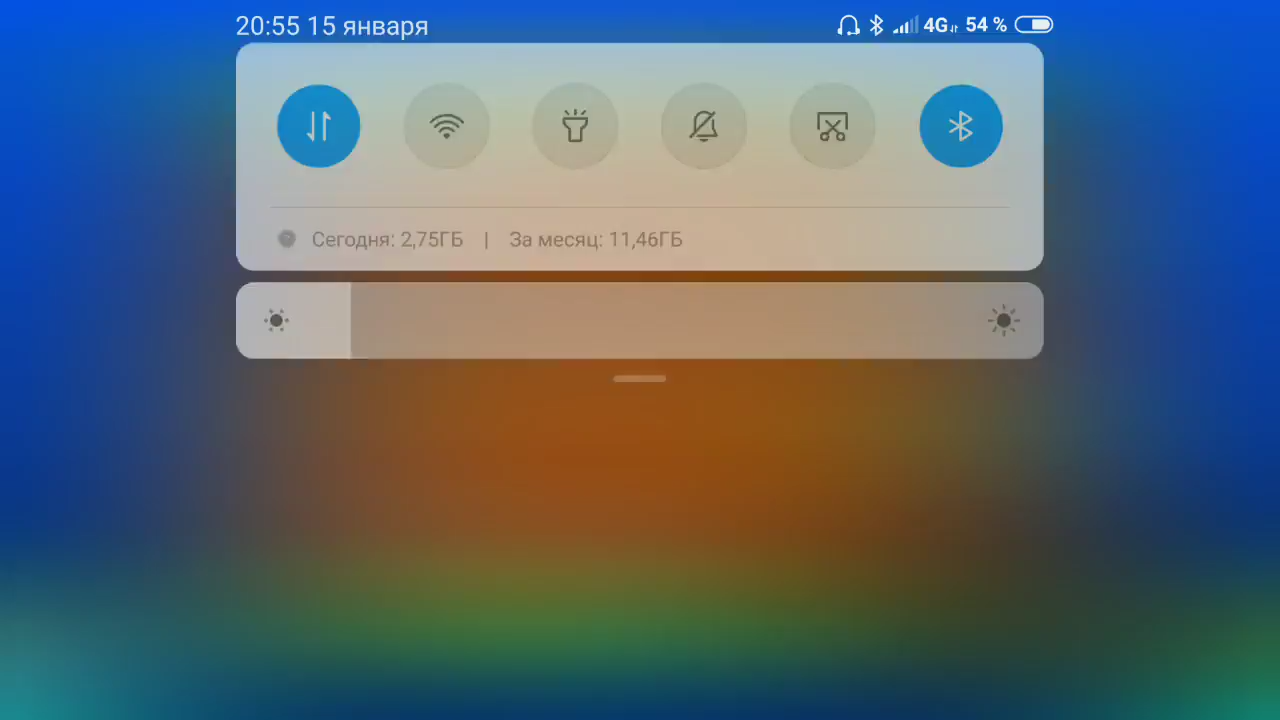 20:55 15 января 4G 54 %
Сегодня: 2,75ГБ | За месяц: 11,46ГБ